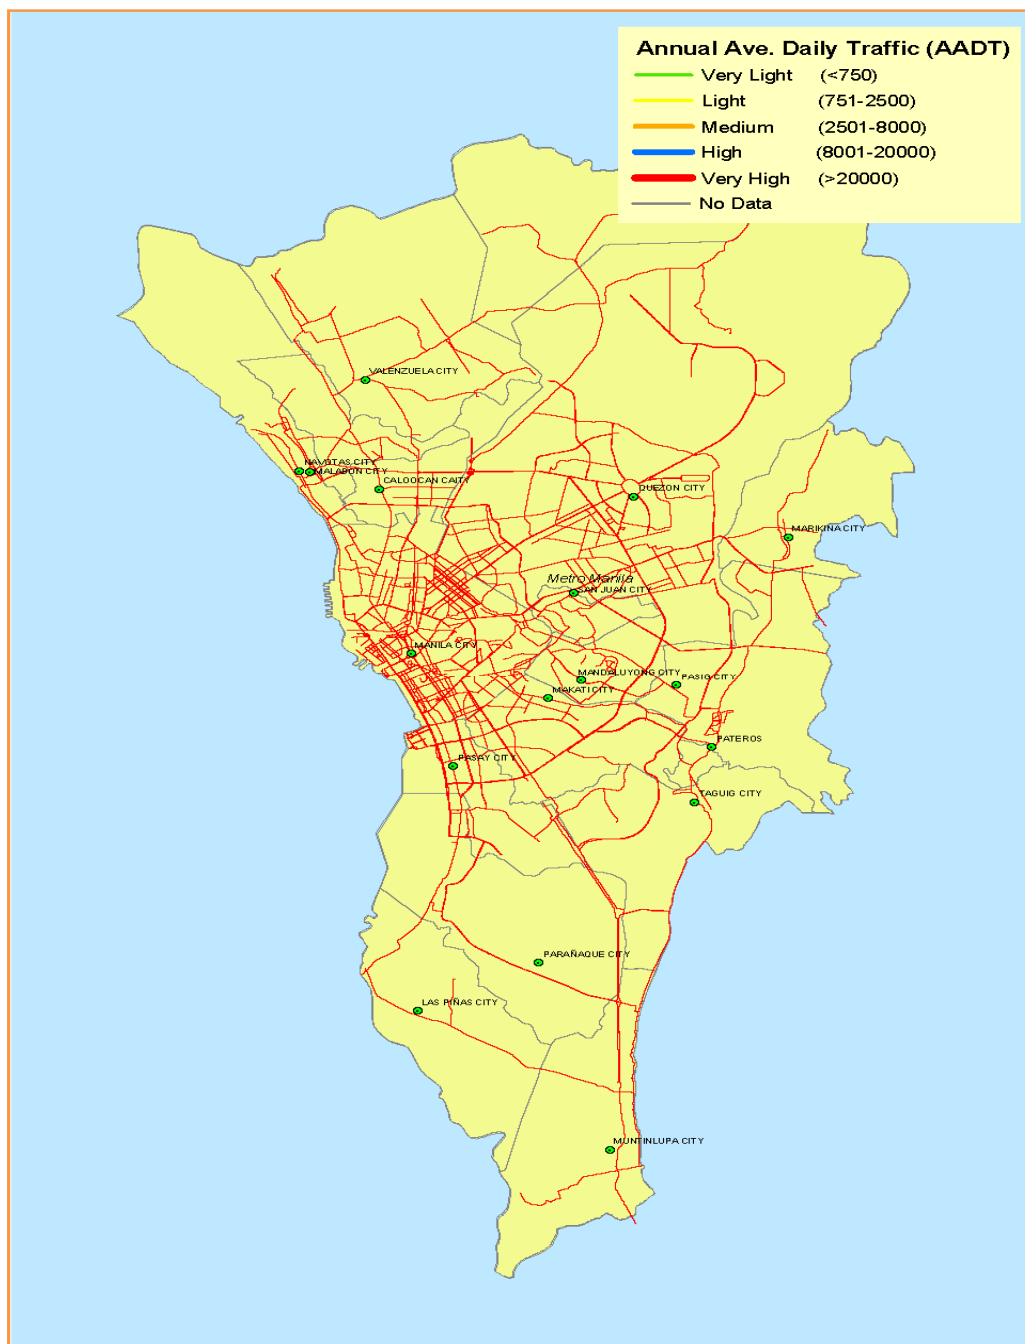 Annual Ave. Daily Traffic (AADT)
Very Light (<750)
Light (751-2500)
Medium (2501-8000)
High (8001-20000)
Very High (>20000)
No Data
VALENZUELA CITY
NAVOTAS CITY
MALABON CITY
CALOOCAN CAITY
QUEZON CITY
MARIKINA CITY
Metro Manila
SAN JUAN CITY
MANILA CITY
MANDALUYONG CITY
PASIG CITY
MAKATI CITY
PATEROS
PASAY CITY
TAGUIG CITY
PARAÑAQUE CITY
LAS PIÑAS CITY
MUNTINLUPA CITY